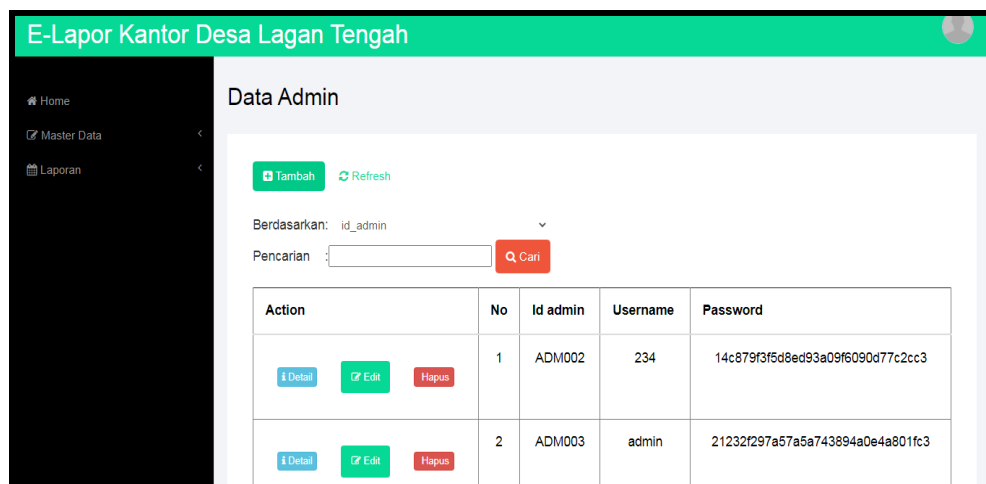 E-Lapor Kantor Desa Lagan Tengah
Home
Master Data
Laporan
Data Admin
Tambah Refresh
Berdasarkan: id_admin
Pencarian : Cari
Action No Id admin Username Password
Detail Edit Hapus 1 ADM002 234 14c879f3f5d8ed93a09f6090d77c2cc3
Detail Edit Hapus 2 ADM003 admin 21232f297a57a5a743894a0e4a801fc3